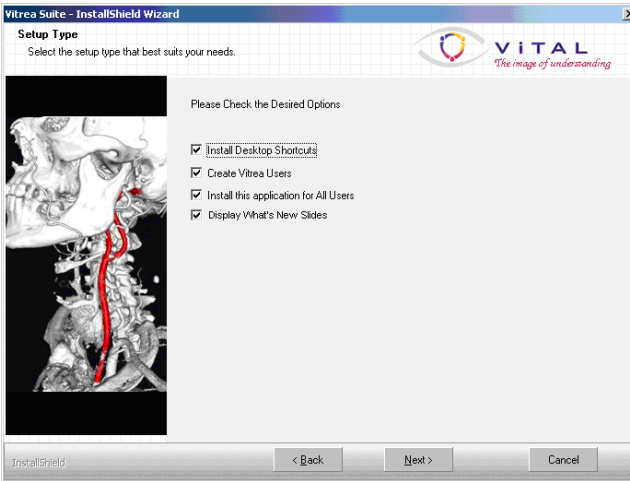 Vitrea Suite - InstallShield Wizard
Setup Type
Select the setup type that best suits your needs.
ViTAL
The image of understanding
Please Check the Desired Options
Install Desktop Shortcuts
Create Vitrea Users
Install this application for All Users
Display What's New Slides
InstallShield
< Back
Next >
Cancel